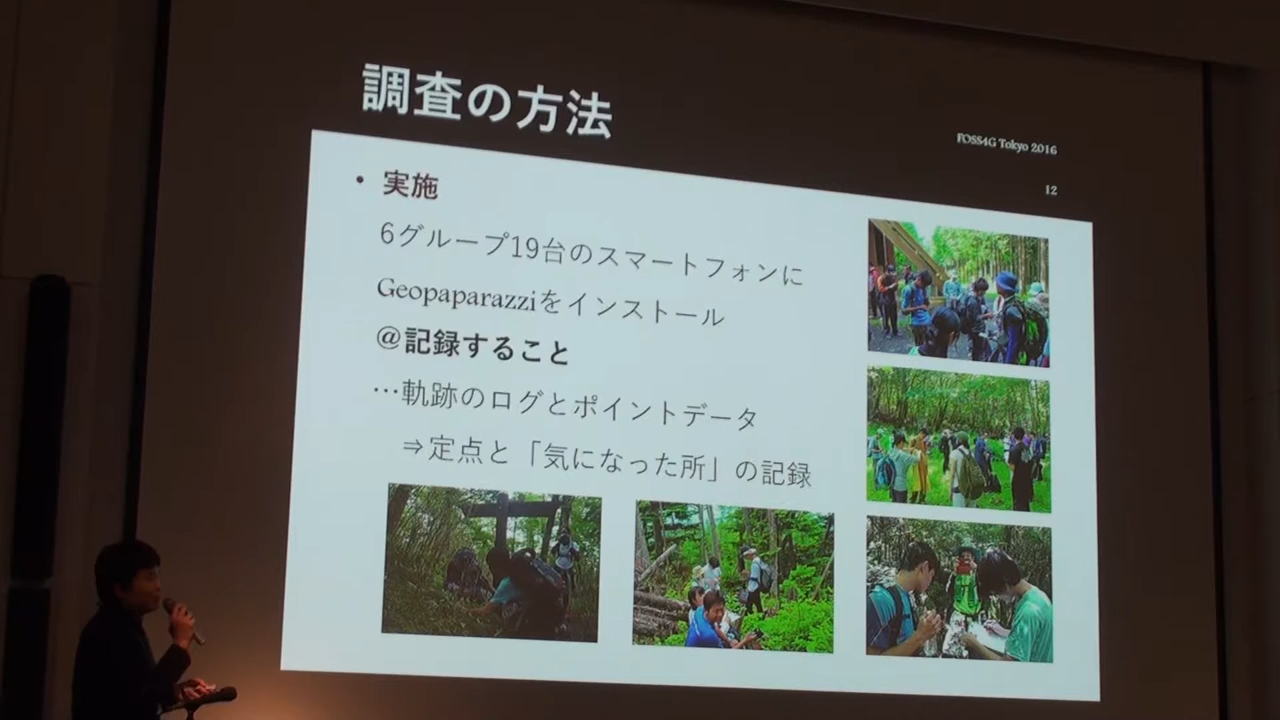 調査の方法
FOSS4G Tokyo 2016
12
• 実施
6グループ19台のスマートフォンに
Geopaparazziをインストール
@記録すること
…軌跡のログとポイントデータ
⇒定点と「気になった所」の記録